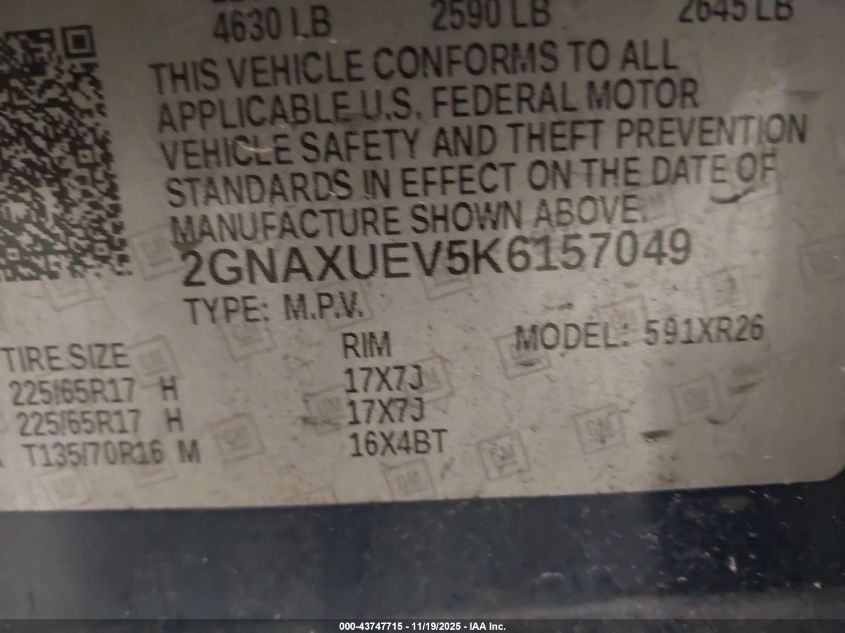 4630 LB 2590 LB 2645 LB
THIS VEHICLE CONFORMS TO ALL
APPLICABLE U.S. FEDERAL MOTOR
VEHICLE SAFETY AND THEFT PREVENTION
STANDARDS IN EFFECT ON THE DATE OF
MANUFACTURE SHOWN ABOVE.
2GNAXUEV5K6157049
TYPE: M.P.V.
MODEL: 591XR26
TIRE SIZE RIM
225/65R17 H 17X7J
225/65R17 H 17X7J
T135/70R16 M 16X4BT
000-43747715 - 11/19/2025 - IAA Inc.